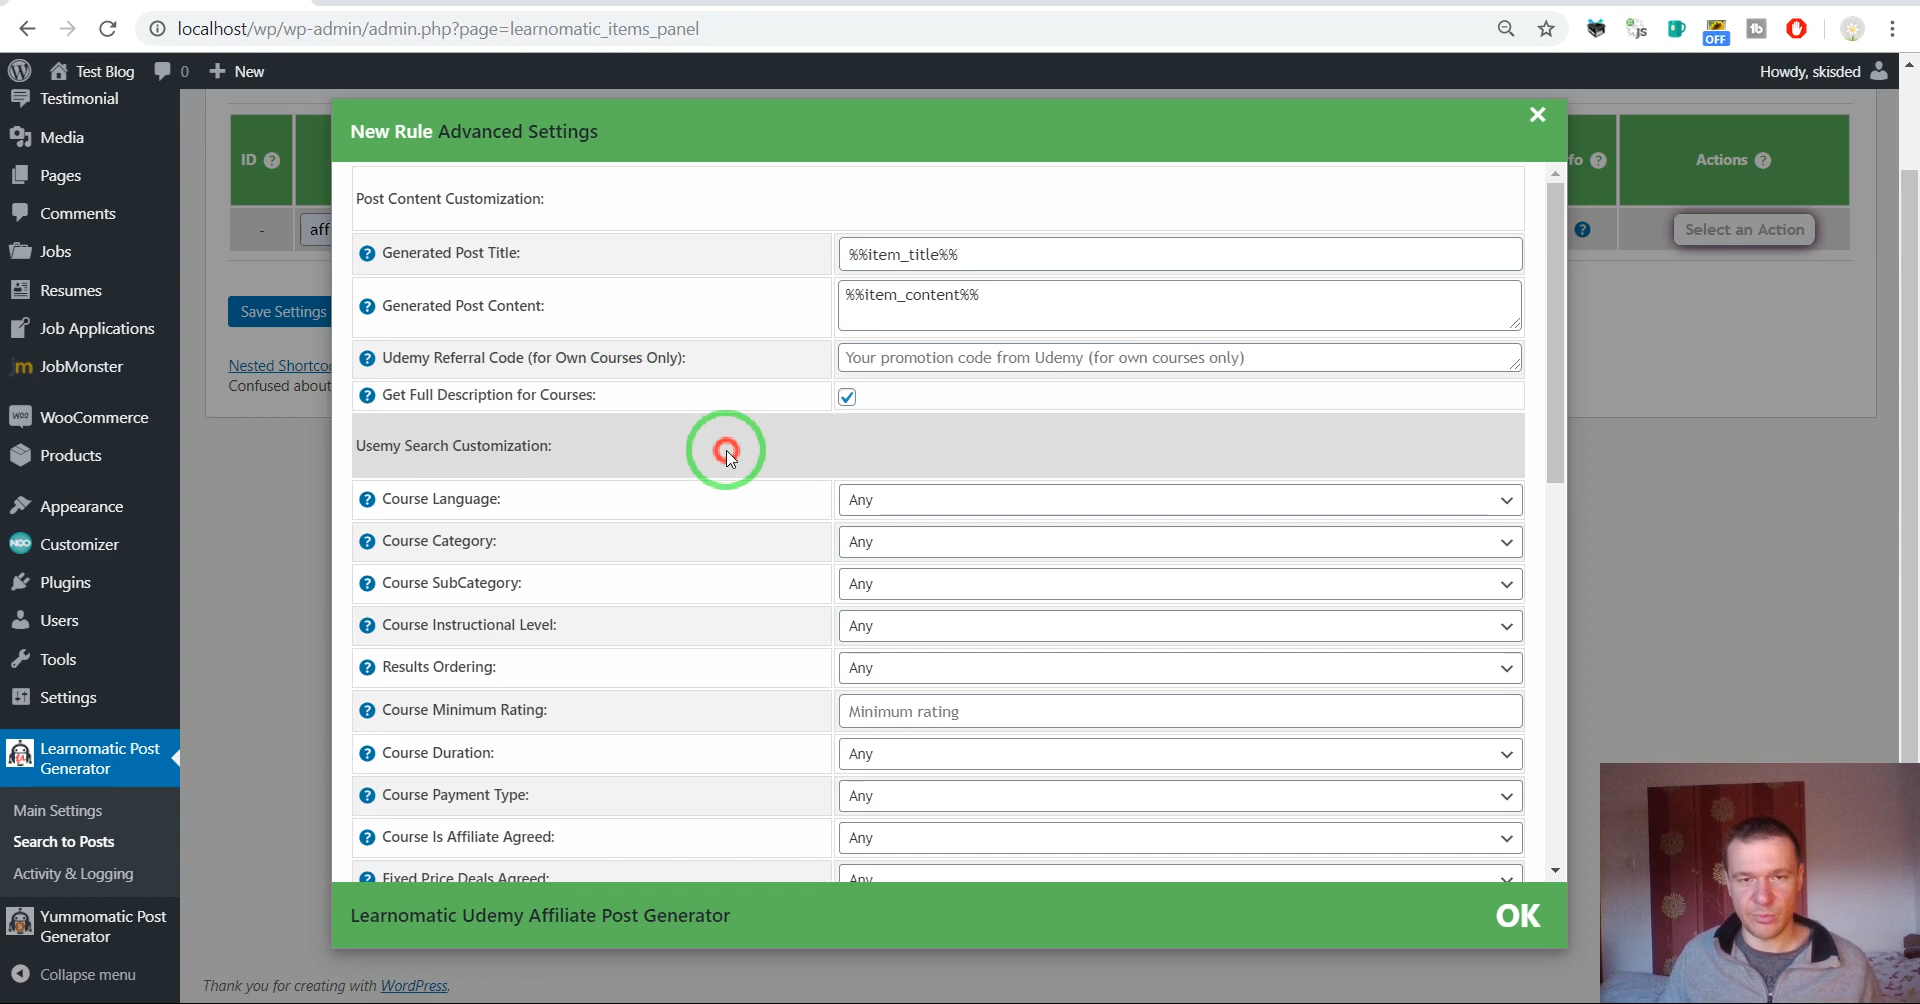 localhost/wp/wp-admin/admin.php?page=learnomatic_items_panel
OFF
Test Blog
0
New
Howdy, skisded
Testimonial
Media
Pages
Comments
Jobs
Resumes
Job Applications
JobMonster
WooCommerce
Products
Appearance
Customizer
Plugins
Users
Tools
Settings
Learnomatic Post
Generator
Main Settings
Search to Posts
Activity & Logging
Yummomatic Post
Generator
Collapse menu
ID
fo
Actions
-
aff
Select an Action
Save Settings
Nested Shortco
Confused about
New Rule Advanced Settings
×
Post Content Customization:
Generated Post Title:
%%item_title%%
Generated Post Content:
%%item_content%%
Udemy Referral Code (for Own Courses Only):
Your promotion code from Udemy (for own courses only)
Get Full Description for Courses:
Usemy Search Customization:
Course Language:
Any
Course Category:
Any
Course SubCategory:
Any
Course Instructional Level:
Any
Results Ordering:
Any
Course Minimum Rating:
Minimum rating
Course Duration:
Any
Course Payment Type:
Any
Course Is Affiliate Agreed:
Any
Fixed Price Deals Agreed:
Any
Learnomatic Udemy Affiliate Post Generator
OK
Thank you for creating with WordPress.